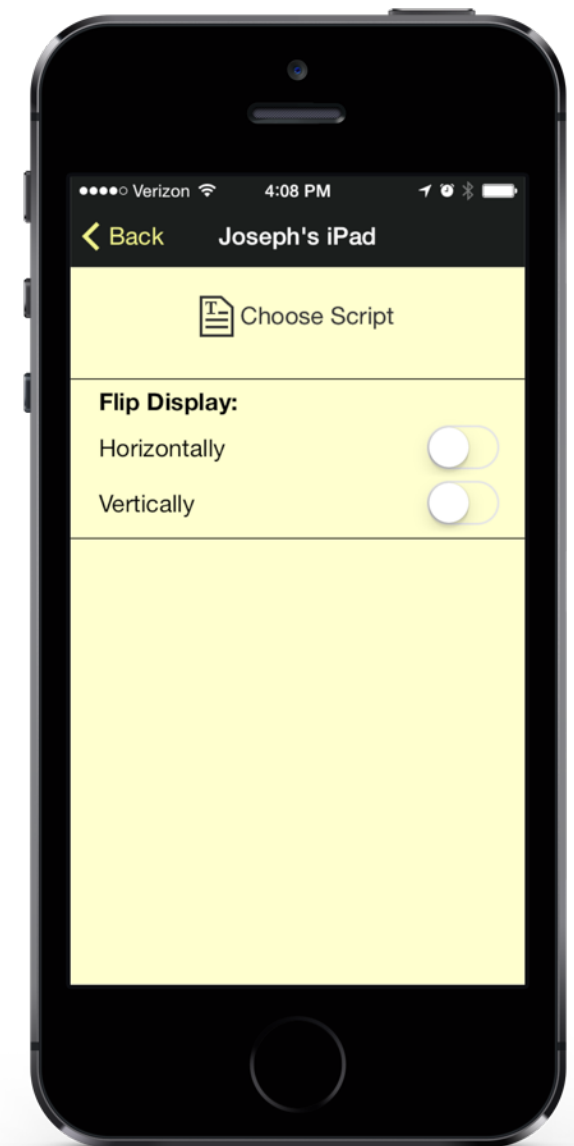 Verizon 4:08 PM
Back Joseph's iPad
T Choose Script
Flip Display:
Horizontally
Vertically